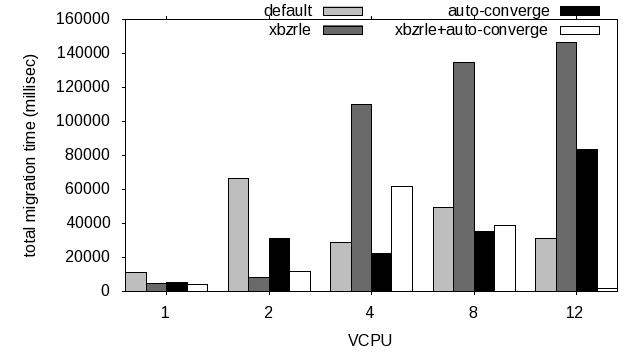 default
auto-converge
xbzrle
xbzrle+auto-converge
160000
140000
120000
100000
80000
60000
40000
20000
0
total migration time (millisec)
1 2 4 8 12
VCPU